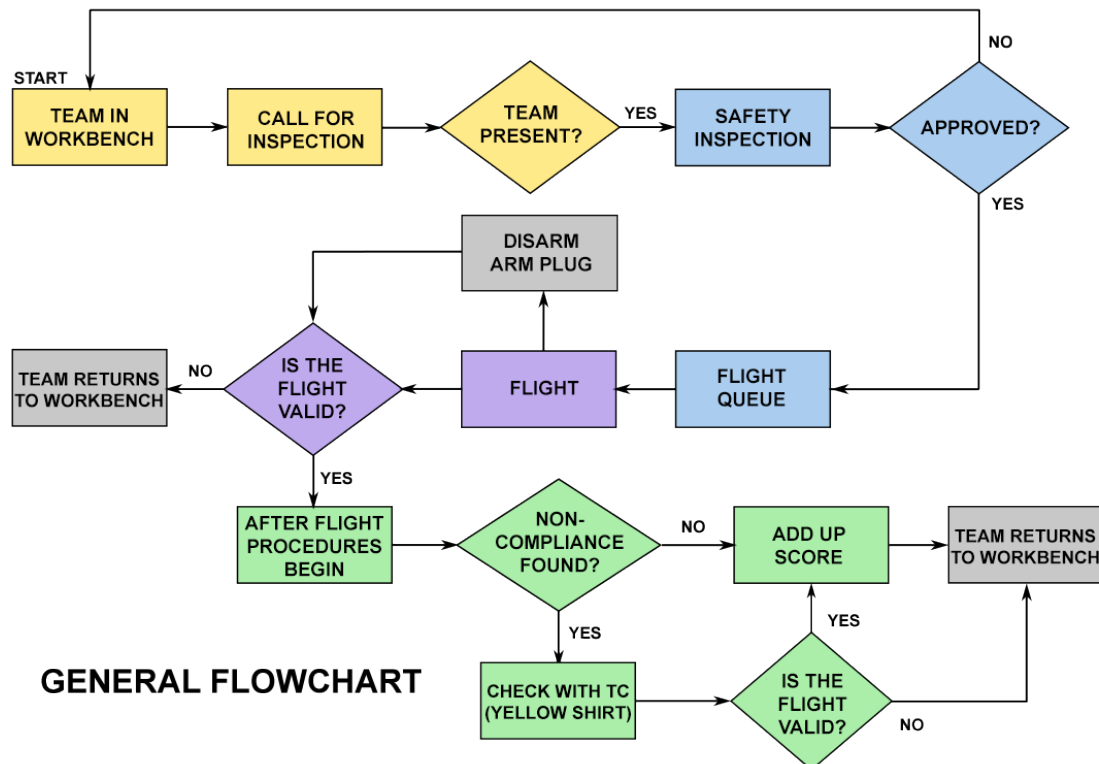 NO
START
TEAM IN
WORKBENCH
CALL FOR
INSPECTION
TEAM
PRESENT?
YES
SAFETY
INSPECTION
APPROVED?
YES
DISARM
ARM PLUG
TEAM RETURNS
TO WORKBENCH
NO
IS THE
FLIGHT
VALID?
FLIGHT
FLIGHT
QUEUE
YES
AFTER FLIGHT
PROCEDURES
BEGIN
NON-
COMPLIANCE
FOUND?
NO
ADD UP
SCORE
TEAM RETURNS
TO WORKBENCH
YES
YES
GENERAL FLOWCHART
CHECK WITH TC
(YELLOW SHIRT)
IS THE
FLIGHT
VALID?
NO